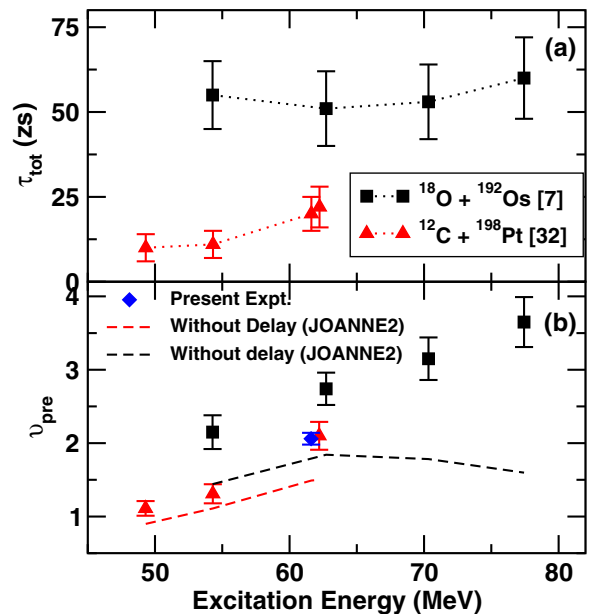 75
(a)
50
τtot (zs)
25
18O + 192Os [7]
12C + 198Pt [32]
0
4
Present Expt.
(b)
Without Delay (JOANNE2)
Without delay (JOANNE2)
3
υpre
2
1
50 60 70 80
Excitation Energy (MeV)